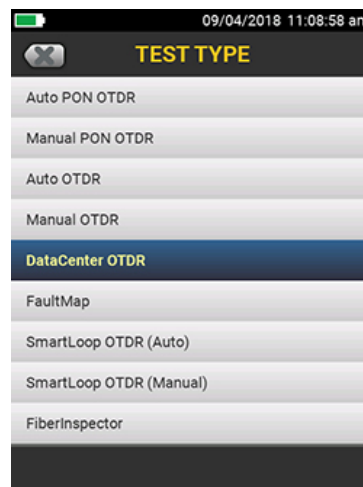 09/04/2018 11:08:58 am
TEST TYPE
Auto PON OTDR
Manual PON OTDR
Auto OTDR
Manual OTDR
DataCenter OTDR
FaultMap
SmartLoop OTDR (Auto)
SmartLoop OTDR (Manual)
FiberInspector